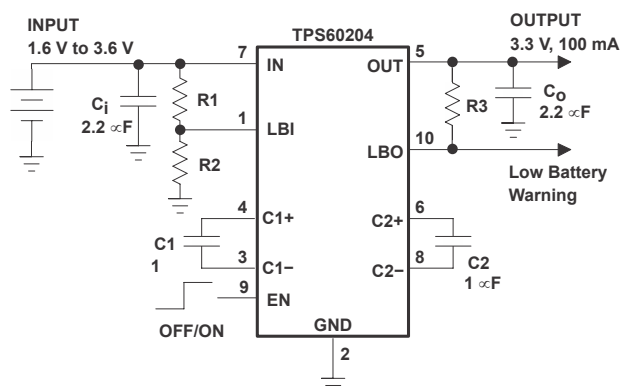 INPUT
1.6 V to 3.6 V
TPS60204
OUTPUT
3.3 V, 100 mA
7
IN
OUT
5
Ci
2.2 ∝F
R1
R3
Co
2.2 ∝F
1
LBI
R2
LBO
10
Low Battery
Warning
4
C1+
C2+
6
C1
1
3
C1−
C2−
8
C2
1 ∝F
9
EN
OFF/ON
GND
2